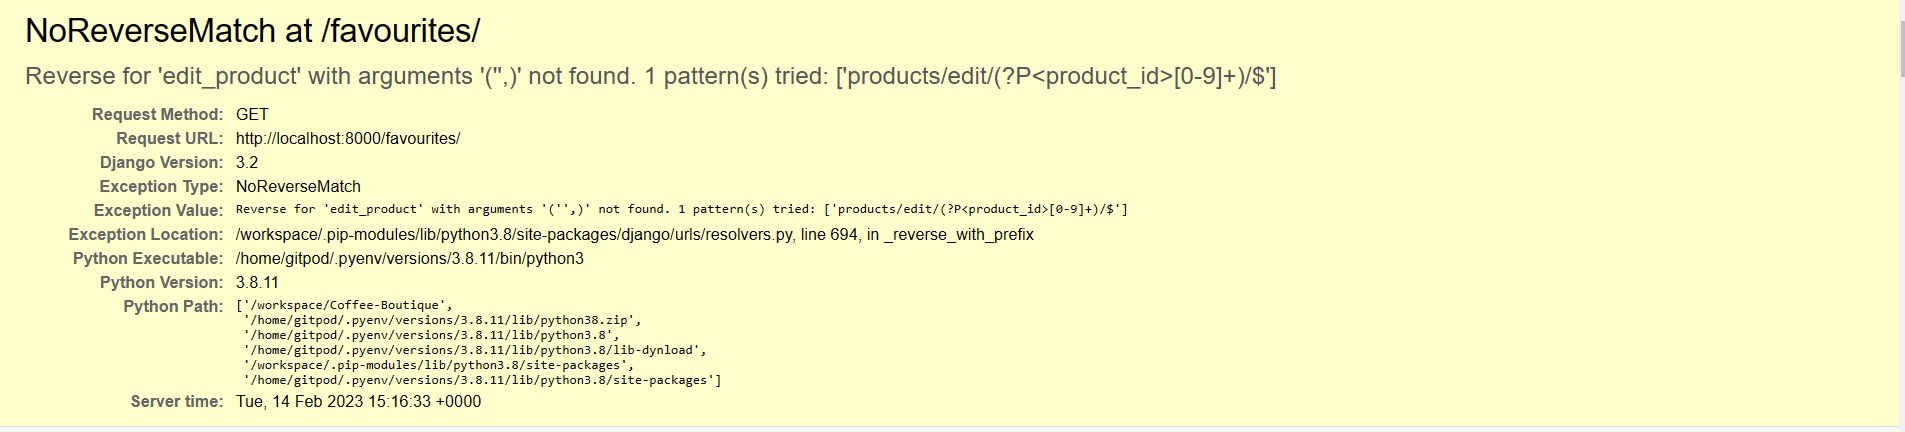 NoReverseMatch at /favourites/
Reverse for 'edit_product' with arguments '('',)' not found. 1 pattern(s) tried: ['products/edit/(?P<product_id>[0-9]+)/$']
Request Method: GET
Request URL: http://localhost:8000/favourites/
Django Version: 3.2
Exception Type: NoReverseMatch
Exception Value: Reverse for 'edit_product' with arguments '('',)' not found. 1 pattern(s) tried: ['products/edit/(?P<product_id>[0-9]+)/$']
Exception Location: /workspace/.pip-modules/lib/python3.8/site-packages/django/urls/resolvers.py, line 694, in _reverse_with_prefix
Python Executable: /home/gitpod/.pyenv/versions/3.8.11/bin/python3
Python Version: 3.8.11
Python Path: ['/workspace/Coffee-Boutique',
'/home/gitpod/.pyenv/versions/3.8.11/lib/python38.zip',
'/home/gitpod/.pyenv/versions/3.8.11/lib/python3.8',
'/home/gitpod/.pyenv/versions/3.8.11/lib/python3.8/lib-dynload',
'/workspace/.pip-modules/lib/python3.8/site-packages',
'/home/gitpod/.pyenv/versions/3.8.11/lib/python3.8/site-packages']
Server time: Tue, 14 Feb 2023 15:16:33 +0000